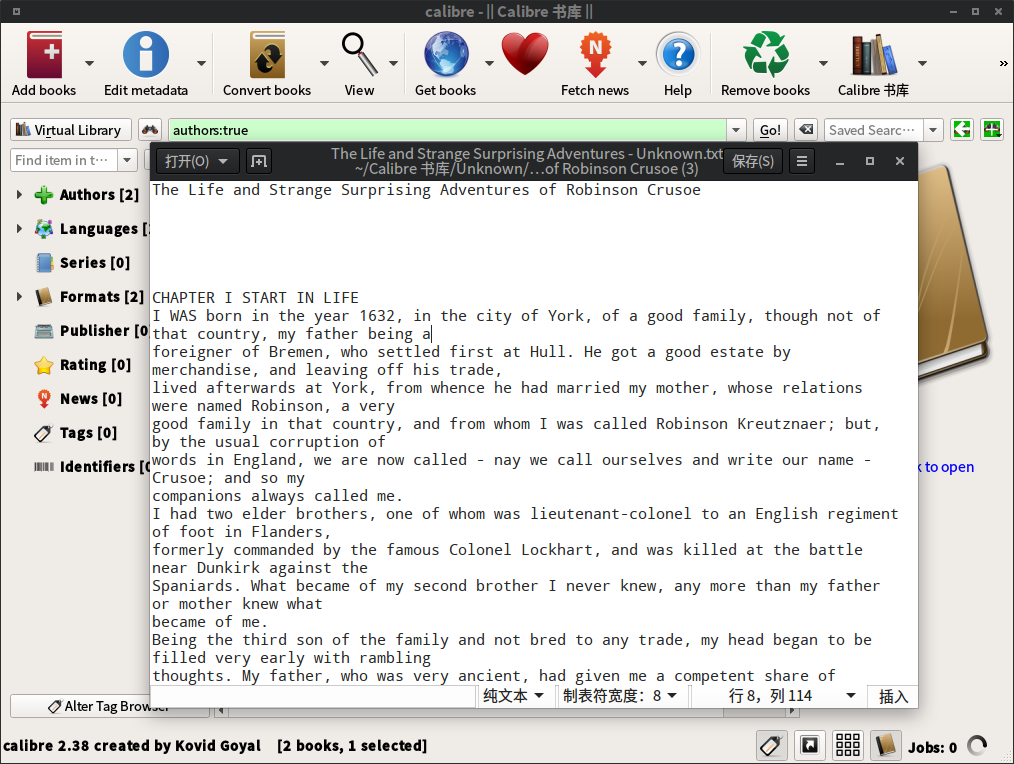 calibre - || Calibre 书库 ||
Add books
Edit metadata
Convert books
View
Get books
Fetch news
Help
Remove books
Calibre 书库
»
Virtual Library
authors:true
Go!
Saved Searc···
Find item in t···
打开(O)
The Life and Strange Surprising Adventures - Unknown.txt
~/Calibre 书库/Unknown/…of Robinson Crusoe (3)
保存(S)
Authors [2]
Languages [
Series [0]
Formats [2]
Publisher [0
Rating [0]
News [0]
Tags [0]
Identifiers [0
The Life and Strange Surprising Adventures of Robinson Crusoe
CHAPTER I START IN LIFE
I WAS born in the year 1632, in the city of York, of a good family, though not of
that country, my father being a
foreigner of Bremen, who settled first at Hull. He got a good estate by
merchandise, and leaving off his trade,
lived afterwards at York, from whence he had married my mother, whose relations
were named Robinson, a very
good family in that country, and from whom I was called Robinson Kreutznaer; but,
by the usual corruption of
words in England, we are now called - nay we call ourselves and write our name -
Crusoe; and so my
companions always called me.
I had two elder brothers, one of whom was lieutenant-colonel to an English regiment
of foot in Flanders,
formerly commanded by the famous Colonel Lockhart, and was killed at the battle
near Dunkirk against the
Spaniards. What became of my second brother I never knew, any more than my father
or mother knew what
became of me.
Being the third son of the family and not bred to any trade, my head began to be
filled very early with rambling
thoughts. My father, who was very ancient, had given me a competent share of
k to open
纯文本
制表符宽度：8
行 8，列 114
插入
Alter Tag Browser
calibre 2.38 created by Kovid Goyal [2 books, 1 selected]
Jobs: 0